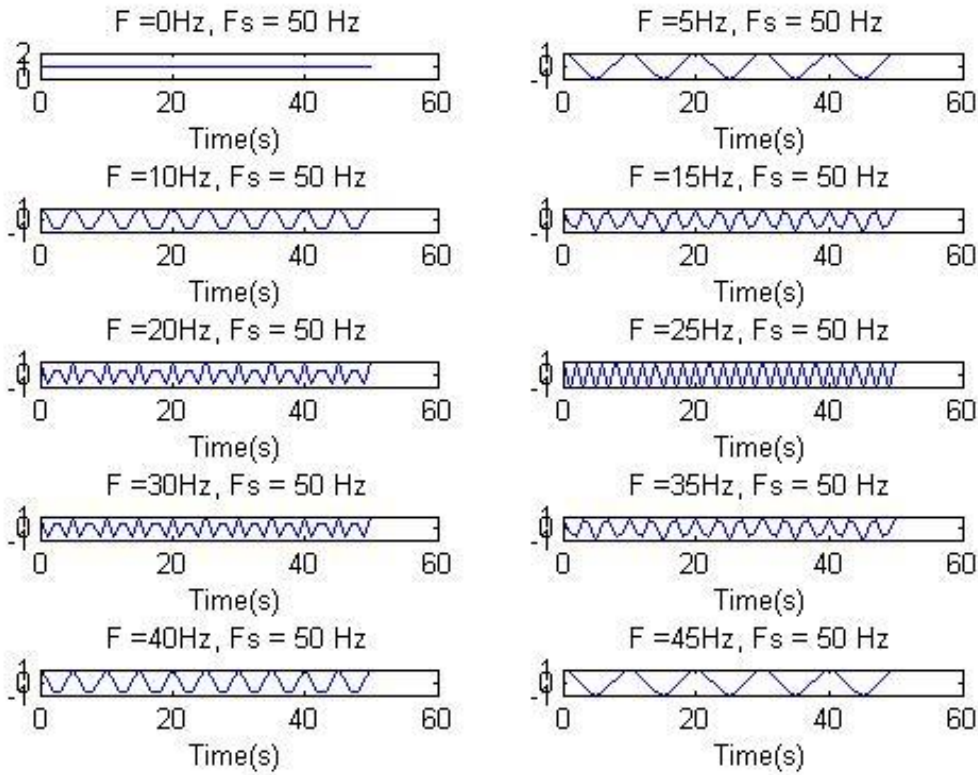 F =0Hz, Fs = 50 Hz
2
1
0
0 20 40 60
Time(s)
F =5Hz, Fs = 50 Hz
1
0
-1
0 20 40 60
Time(s)
F =10Hz, Fs = 50 Hz
1
0
-1
0 20 40 60
Time(s)
F =15Hz, Fs = 50 Hz
1
0
-1
0 20 40 60
Time(s)
F =20Hz, Fs = 50 Hz
1
0
-1
0 20 40 60
Time(s)
F =25Hz, Fs = 50 Hz
1
0
-1
0 20 40 60
Time(s)
F =30Hz, Fs = 50 Hz
1
0
-1
0 20 40 60
Time(s)
F =35Hz, Fs = 50 Hz
1
0
-1
0 20 40 60
Time(s)
F =40Hz, Fs = 50 Hz
1
0
-1
0 20 40 60
Time(s)
F =45Hz, Fs = 50 Hz
1
0
-1
0 20 40 60
Time(s)